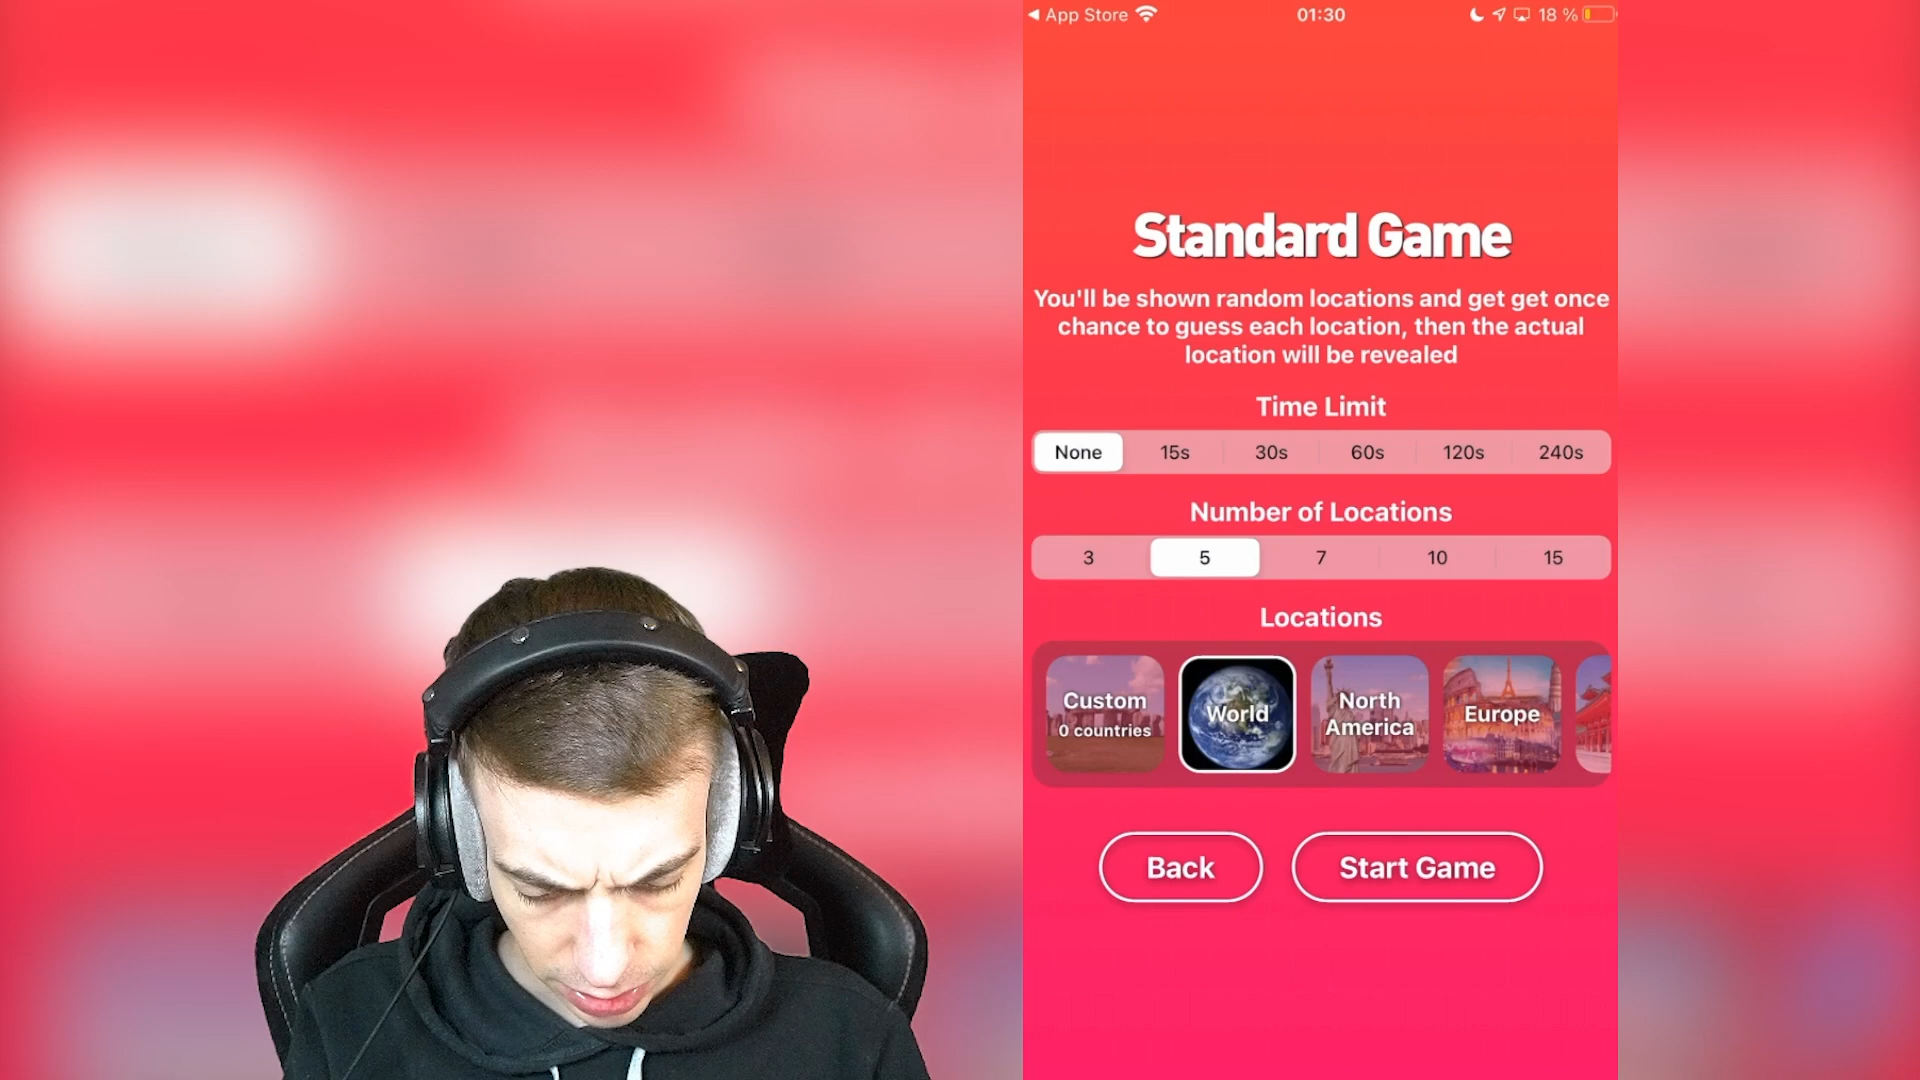 App Store
01:30
18 %
Standard Game
You'll be shown random locations and get get once
chance to guess each location, then the actual
location will be revealed
Time Limit
None 15s 30s 60s 120s 240s
Number of Locations
3 5 7 10 15
Locations
Custom
0 countries
World
North
America
Europe
Back
Start Game